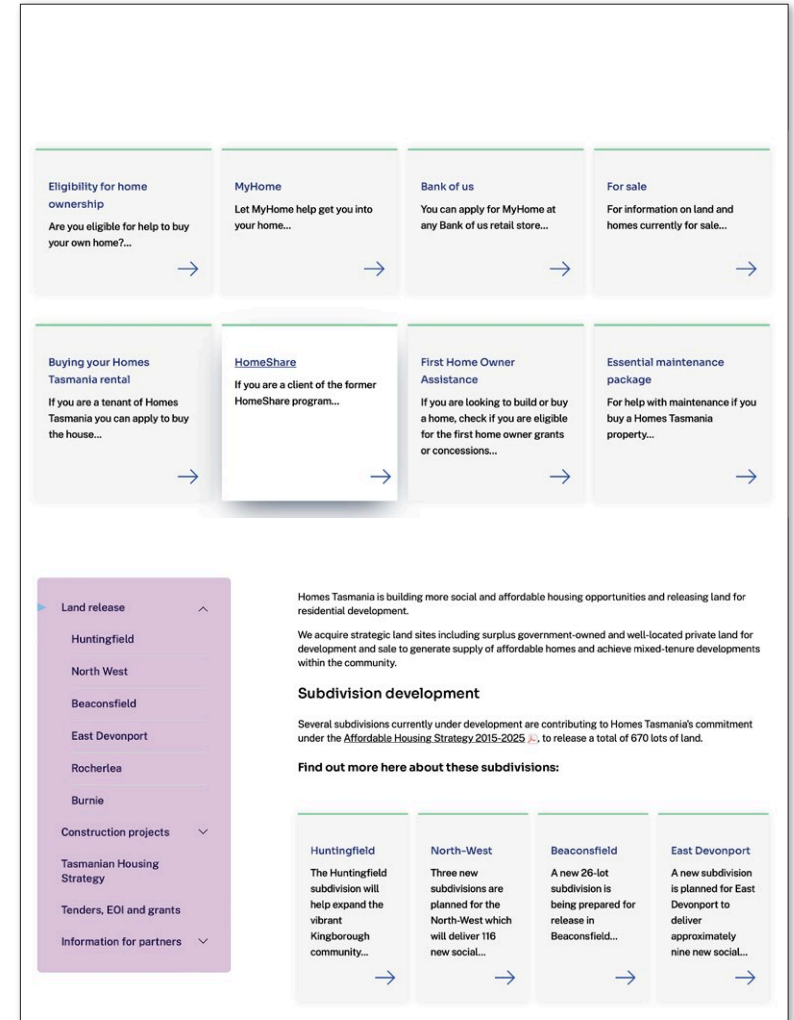 Eligibility for home
ownership
Are you eligible for help to buy
your own home?...
MyHome
Let MyHome help get you into
your home...
Bank of us
You can apply for MyHome at
any Bank of us retail store...
For sale
For information on land and
homes currently for sale...
Buying your Homes
Tasmania rental
If you are a tenant of Homes
Tasmania you can apply to buy
the house...
HomeShare
If you are a client of the former
HomeShare program...
First Home Owner
Assistance
If you are looking to build or buy
a home, check if you are eligible
for the first home owner grants
or concessions...
Essential maintenance
package
For help with maintenance if you
buy a Homes Tasmania
property...
Land release
Huntingfield
North West
Beaconsfield
East Devonport
Rocherlea
Burnie
Construction projects
Tasmanian Housing
Strategy
Tenders, EOI and grants
Information for partners
Homes Tasmania is building more social and affordable housing opportunities and releasing land for
residential development.
We acquire strategic land sites including surplus government-owned and well-located private land for
development and sale to generate supply of affordable homes and achieve mixed-tenure developments
within the community.
Subdivision development
Several subdivisions currently under development are contributing to Homes Tasmania's commitment
under the Affordable Housing Strategy 2015-2025, to release a total of 670 lots of land.
Find out more here about these subdivisions:
Huntingfield
The Huntingfield
subdivision will
help expand the
vibrant
Kingborough
community...
North-West
Three new
subdivisions are
planned for the
North-West which
will deliver 116
new social...
Beaconsfield
A new 26-lot
subdivision is
being prepared for
release in
Beaconsfield...
East Devonport
A new subdivision
is planned for East
Devonport to
deliver
approximately
nine new social...